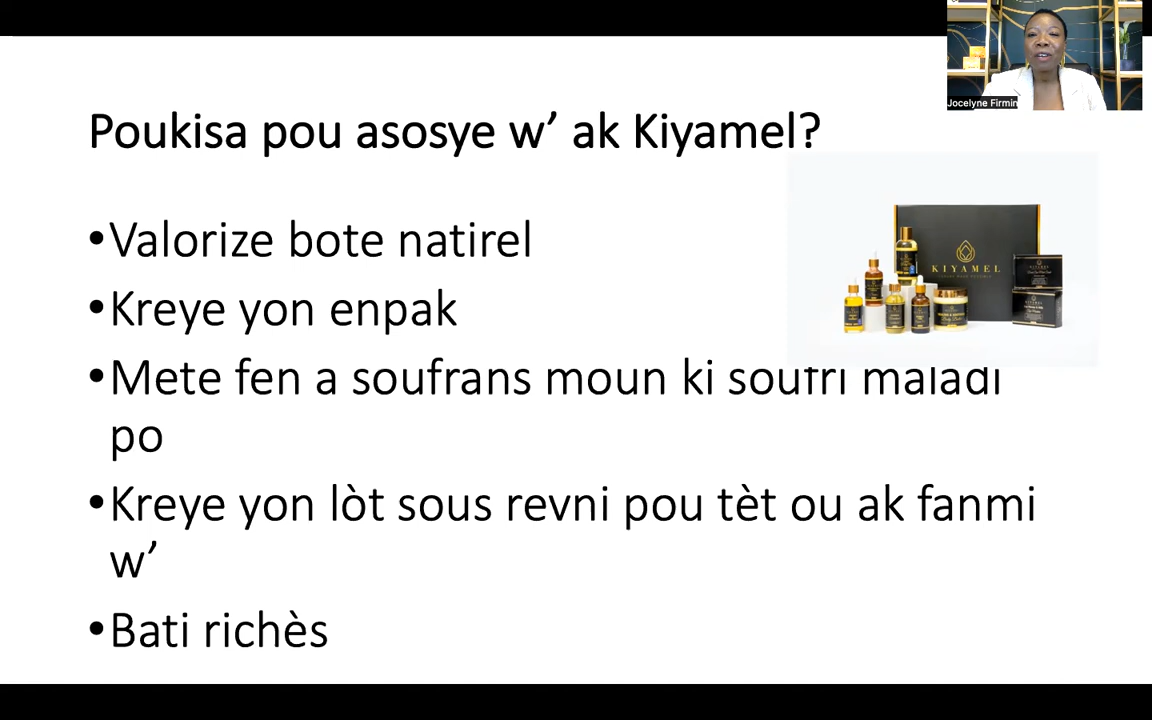 Jocelyne Firmin
Poukisa pou asosye w’ ak Kiyamel?
•Valorize bote natirel
•Kreye yon enpak
KIYAMEL
•Mete fen a soufrans moun ki soufri maladi
po
•Kreye yon lòt sous revni pou tèt ou ak fanmi
w’
•Bati richès